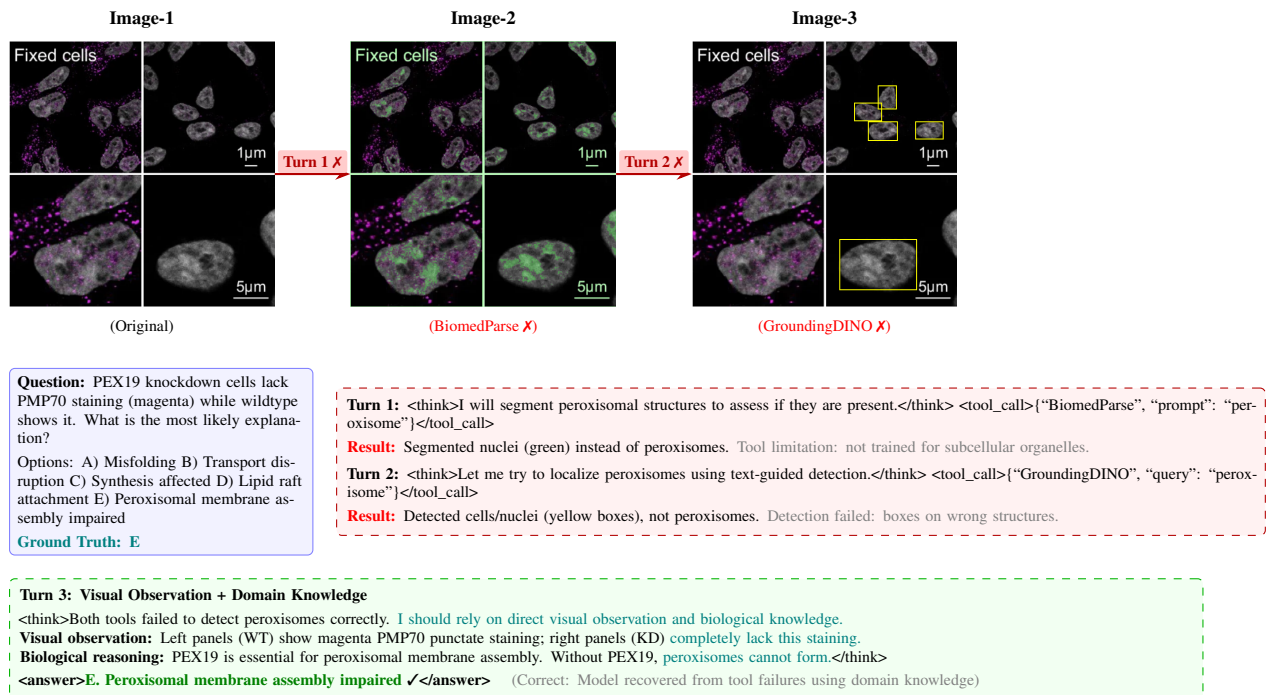 Image-1
Image-2
Image-3
Fixed cells
1µm
5µm
Turn 1 ✗
Fixed cells
1µm
5µm
Turn 2 ✗
Fixed cells
1µm
5µm
(Original)
(BiomedParse ✗)
(GroundingDINO ✗)
Question: PEX19 knockdown cells lack
PMP70 staining (magenta) while wildtype
shows it. What is the most likely explana-
tion?
Options: A) Misfolding B) Transport dis-
ruption C) Synthesis affected D) Lipid raft
attachment E) Peroxisomal membrane as-
sembly impaired
Ground Truth: E
Turn 1: <think>I will segment peroxisomal structures to assess if they are present.</think> <tool_call>{“BiomedParse”, “prompt”: “per-
oxisome”}</tool_call>
Result: Segmented nuclei (green) instead of peroxisomes. Tool limitation: not trained for subcellular organelles.
Turn 2: <think>Let me try to localize peroxisomes using text-guided detection.</think> <tool_call>{“GroundingDINO”, “query”: “perox-
isome”}</tool_call>
Result: Detected cells/nuclei (yellow boxes), not peroxisomes. Detection failed: boxes on wrong structures.
Turn 3: Visual Observation + Domain Knowledge
<think>Both tools failed to detect peroxisomes correctly. I should rely on direct visual observation and biological knowledge.
Visual observation: Left panels (WT) show magenta PMP70 punctate staining; right panels (KD) completely lack this staining.
Biological reasoning: PEX19 is essential for peroxisomal membrane assembly. Without PEX19, peroxisomes cannot form.</think>
<answer>E. Peroxisomal membrane assembly impaired ✓</answer> (Correct: Model recovered from tool failures using domain knowledge)